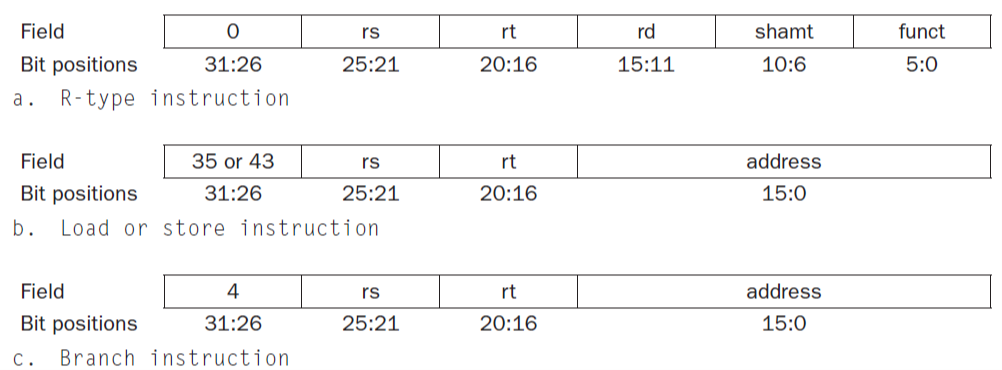 Field 0 rs rt rd shamt funct
Bit positions 31:26 25:21 20:16 15:11 10:6 5:0
a. R-type instruction
Field 35 or 43 rs rt address
Bit positions 31:26 25:21 20:16 15:0
b. Load or store instruction
Field 4 rs rt address
Bit positions 31:26 25:21 20:16 15:0
c. Branch instruction